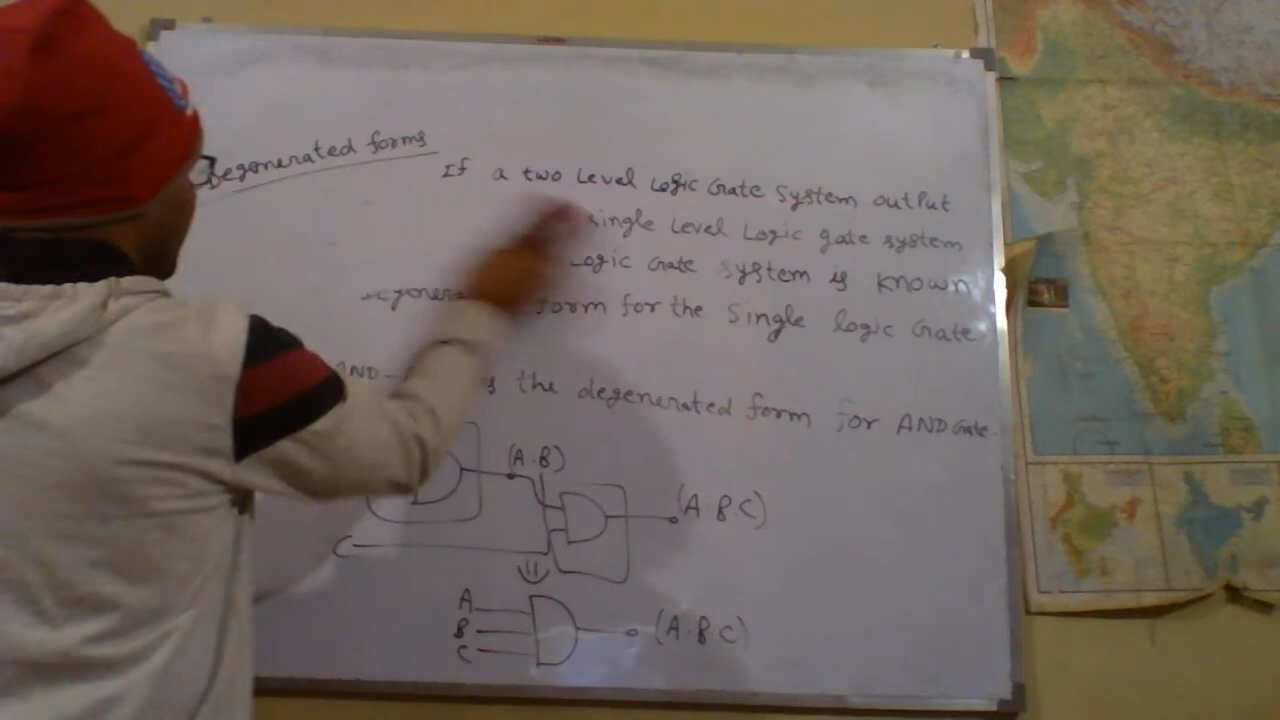 Degenerated forms
If a two Level Logic Gate System output
single Level Logic gate system
Logic Gate system is known
form for the Single logic Gate
AND - the degenerated form for AND Gate.
(A.B)
(A.B.C)
C
A
B
C
(A.B.C)